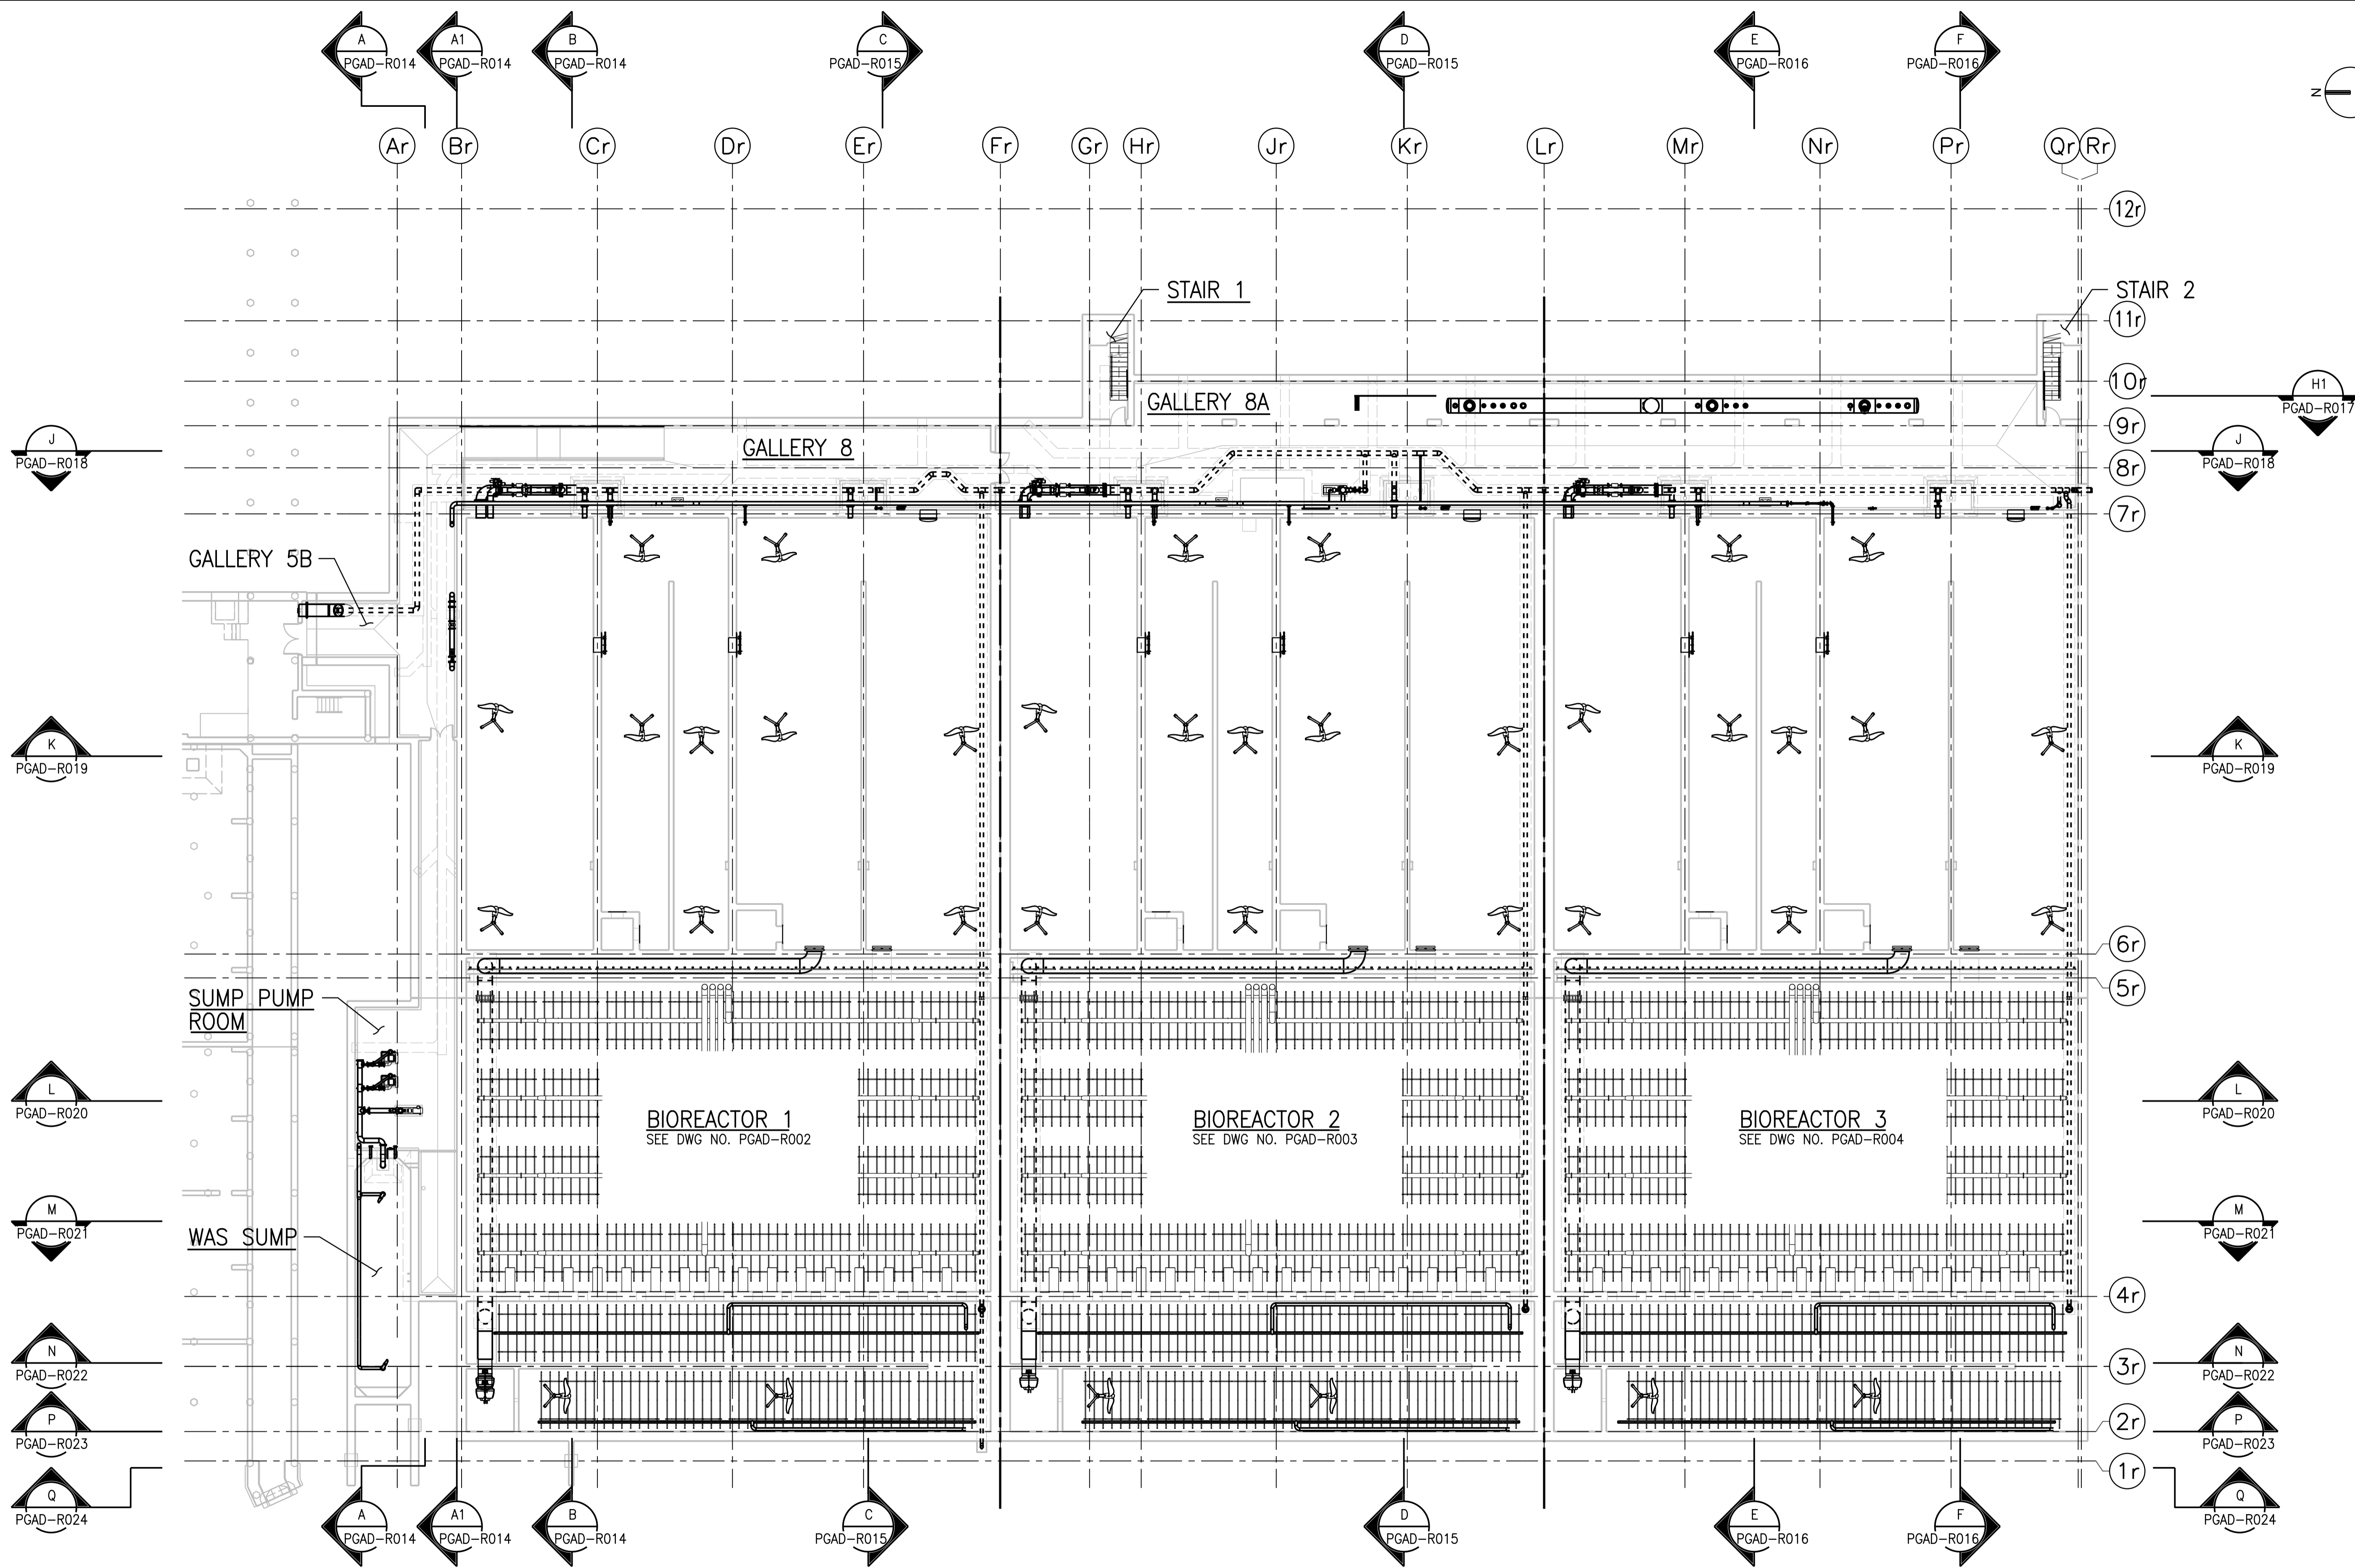 A
PGAD-R014
A1
PGAD-R014
B
PGAD-R014
C
PGAD-R015
D
PGAD-R015
E
PGAD-R016
F
PGAD-R016
N
Ar
Br
Cr
Dr
Er
Fr
Gr
Hr
Jr
Kr
Lr
Mr
Nr
Pr
Qr
Rr
12r
STAIR 1
STAIR 2
11r
10r
H1
PGAD-R017
GALLERY 8A
9r
J
PGAD-R018
GALLERY 8
J
PGAD-R018
8r
7r
GALLERY 5B
K
PGAD-R019
K
PGAD-R019
6r
5r
SUMP PUMP
ROOM
L
PGAD-R020
BIOREACTOR 1
SEE DWG NO. PGAD-R002
BIOREACTOR 2
SEE DWG NO. PGAD-R003
BIOREACTOR 3
SEE DWG NO. PGAD-R004
L
PGAD-R020
M
PGAD-R021
WAS SUMP
M
PGAD-R021
4r
N
PGAD-R022
3r
N
PGAD-R022
P
PGAD-R023
2r
P
PGAD-R023
1r
Q
PGAD-R024
Q
PGAD-R024
A
PGAD-R014
A1
PGAD-R014
B
PGAD-R014
C
PGAD-R015
D
PGAD-R015
E
PGAD-R016
F
PGAD-R016